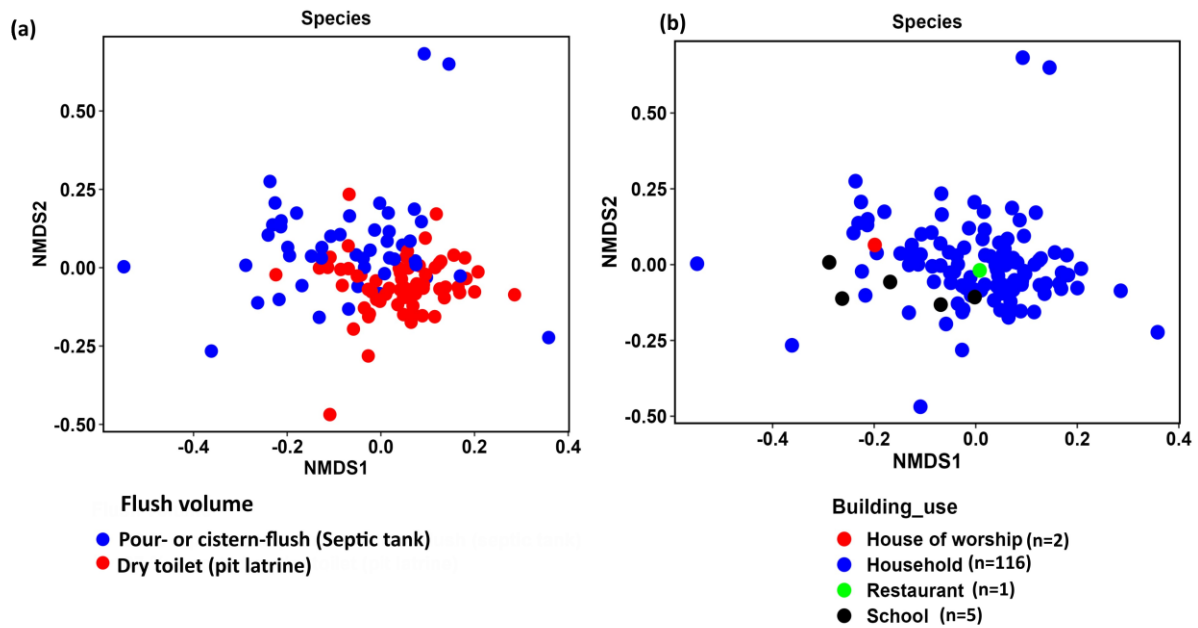 (a)
Species
0.50
0.25
0.00
-0.25
-0.50
NMDS2
-0.4
-0.2
0.0
0.2
0.4
NMDS1
Flush volume
Pour- or cistern-flush (Septic tank)
Dry toilet (pit latrine)
(b)
Species
0.50
0.25
0.00
-0.25
-0.50
NMDS2
-0.4
-0.2
0.0
0.2
0.4
NMDS1
Building_use
House of worship (n=2)
Household (n=116)
Restaurant (n=1)
School (n=5)